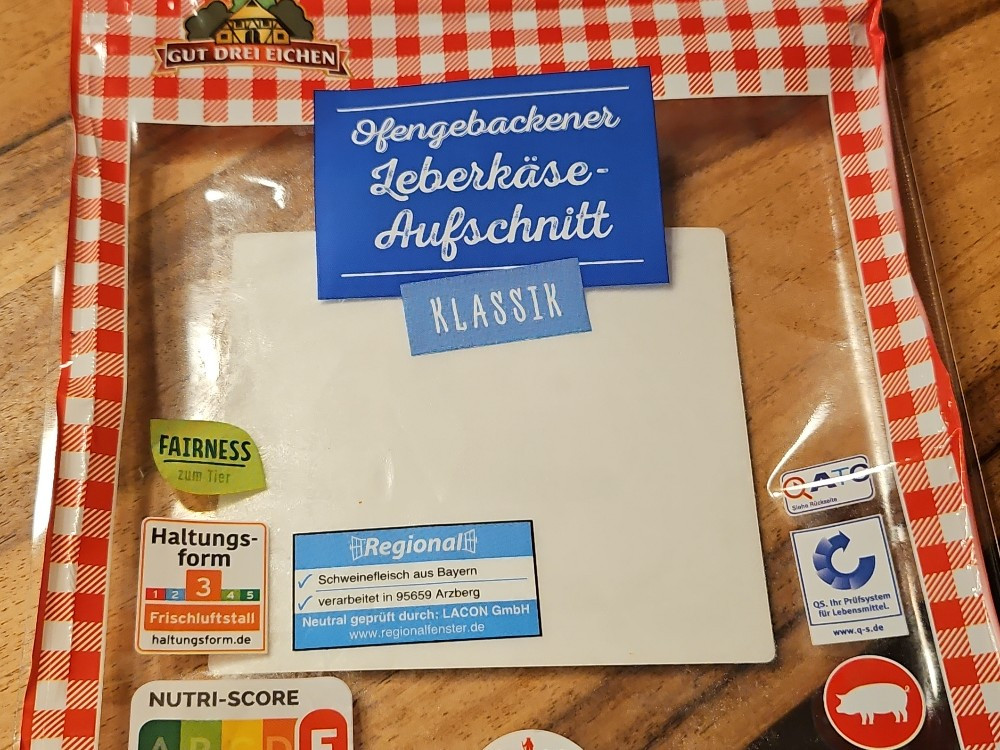 GUT DREI EICHEN
Ofengebackener
Leberkäse-
Aufschnitt
KLASSIK
FAIRNESS
zum Tier
Haltungs-
form
1 2 3 4 5
Frischluftstall
haltungsform.de
Regional
Schweinefleisch aus Bayern
verarbeitet in 95659 Arzberg
Neutral geprüft durch: LACON GmbH
www.regionalfenster.de
Siehe Rückseite
QS. Ihr Prüfsystem
für Lebensmittel.
www.q-s.de
NUTRI-SCORE
A B C D E